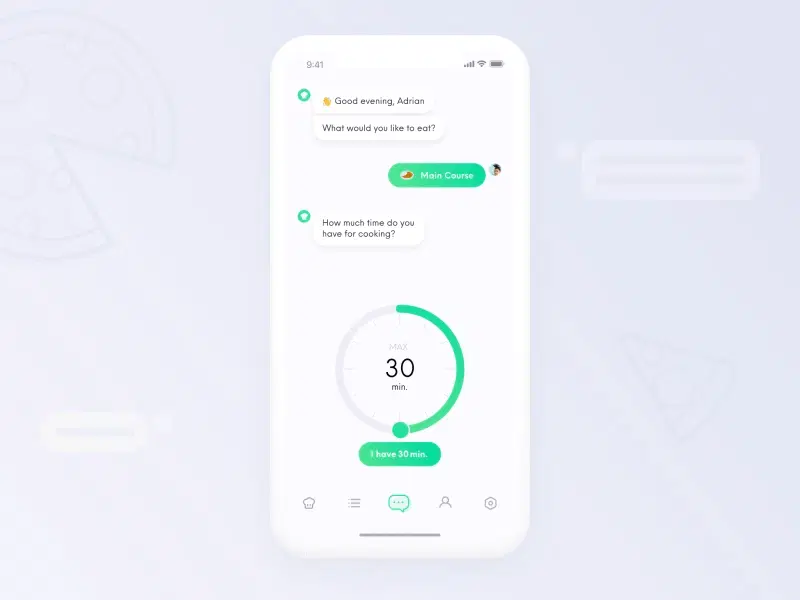 9:41
👋 Good evening, Adrian
What would you like to eat?
Main Course
How much time do you
have for cooking?
MAX
30
min.
I have 30 min.